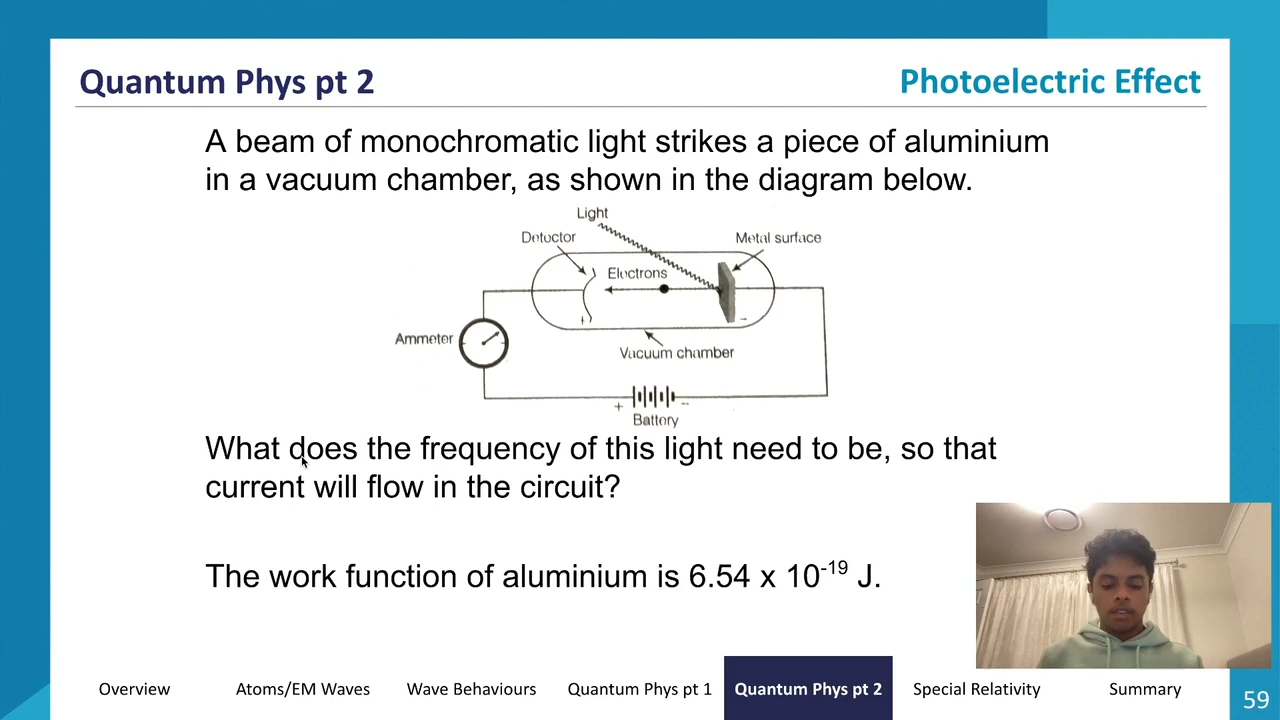 Quantum Phys pt 2
Photoelectric Effect
A beam of monochromatic light strikes a piece of aluminium
in a vacuum chamber, as shown in the diagram below.
Light
Detector
Metal surface
Electrons
+
-
Ammeter
Vacuum chamber
+
-
Battery
What does the frequency of this light need to be, so that
current will flow in the circuit?
The work function of aluminium is 6.54 x 10⁻¹⁹ J.
Overview
Atoms/EM Waves
Wave Behaviours
Quantum Phys pt 1
Quantum Phys pt 2
Special Relativity
Summary
59